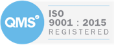 QMS
ISO
9001 : 2015
REGISTERED